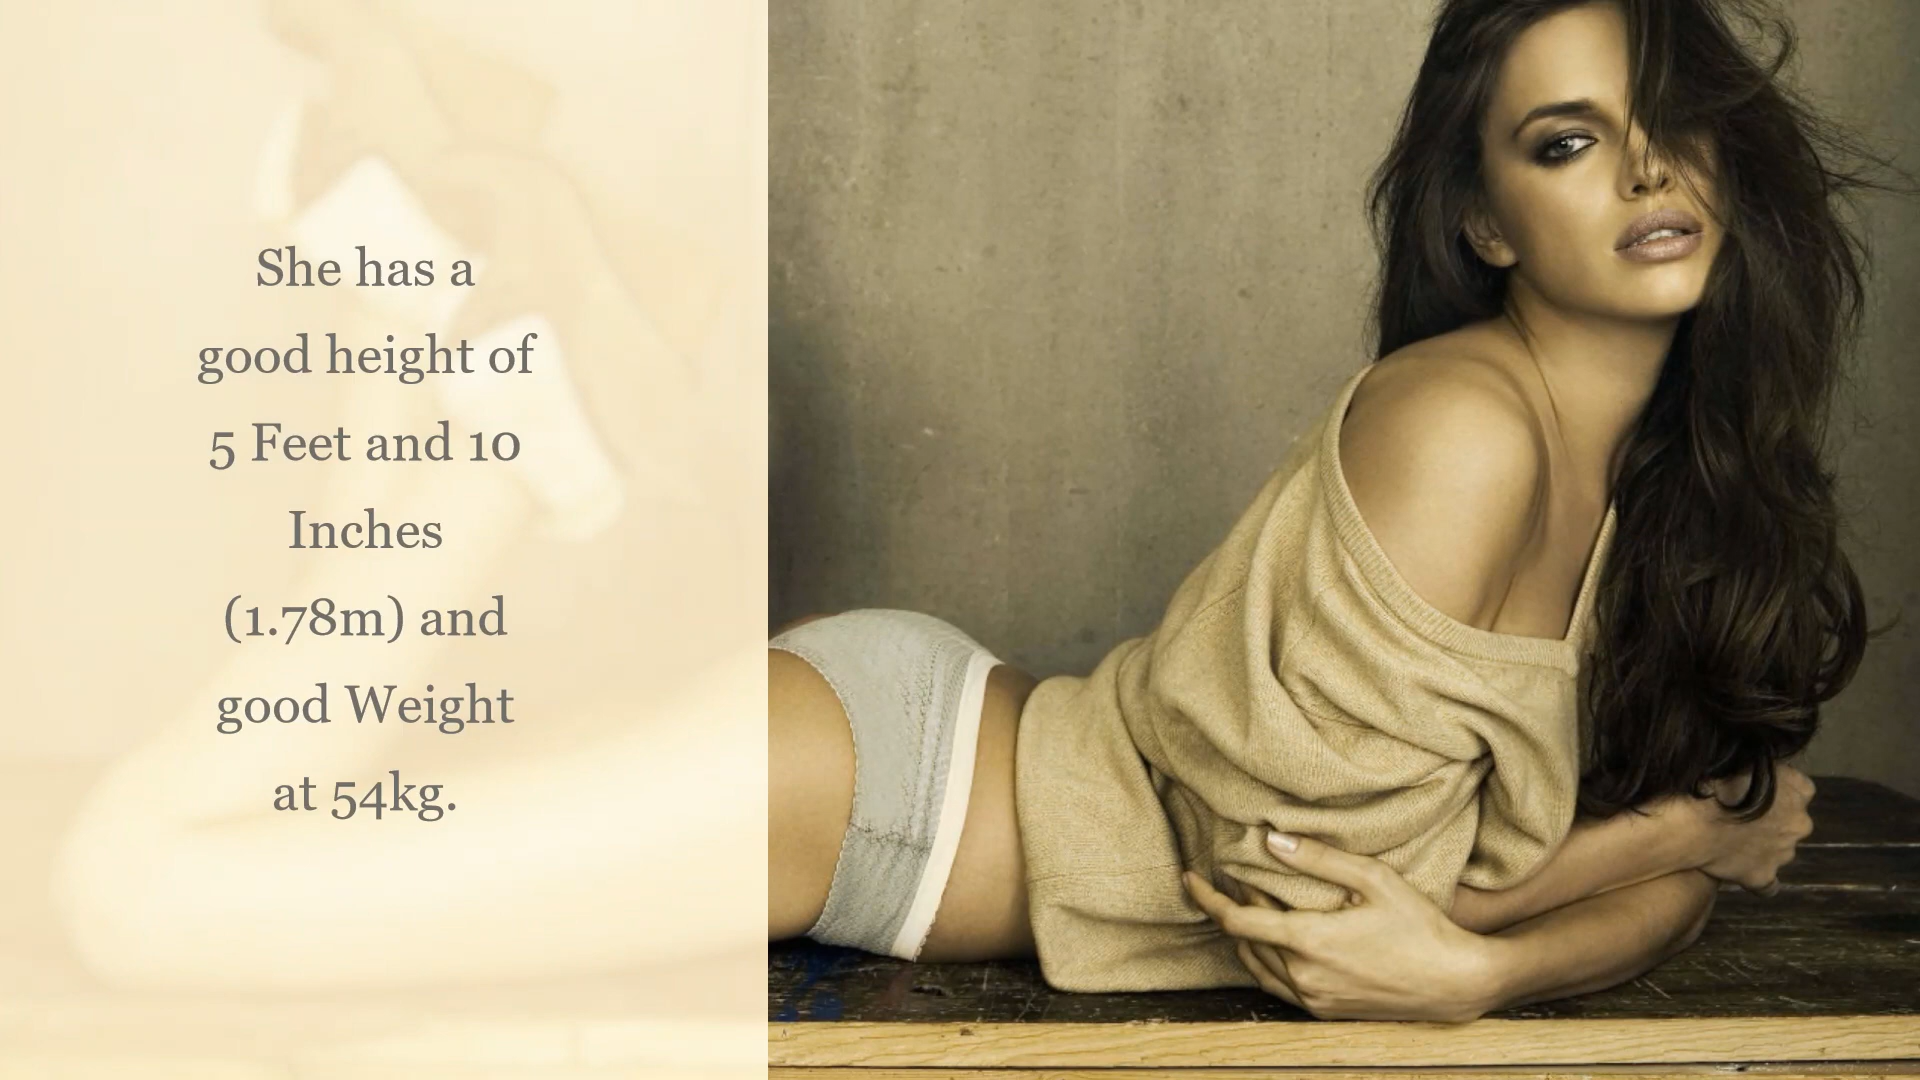 She has a
good height of
5 Feet and 10
Inches
(1.78m) and
good Weight
at 54kg.